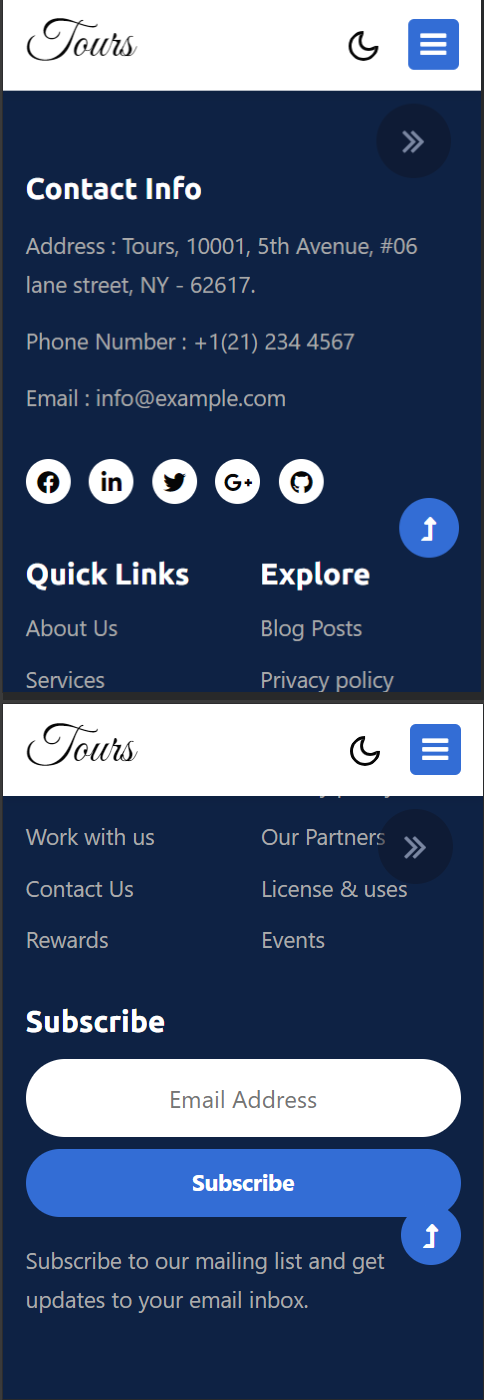 Tours
Contact Info
Address : Tours, 10001, 5th Avenue, #06
lane street, NY - 62617.
Phone Number : +1(21) 234 4567
Email : info@example.com
Quick Links
About Us
Services
Explore
Blog Posts
Privacy policy
Tours
Work with us
Contact Us
Rewards
Our Partners
License & uses
Events
Subscribe
Email Address
Subscribe
Subscribe to our mailing list and get
updates to your email inbox.